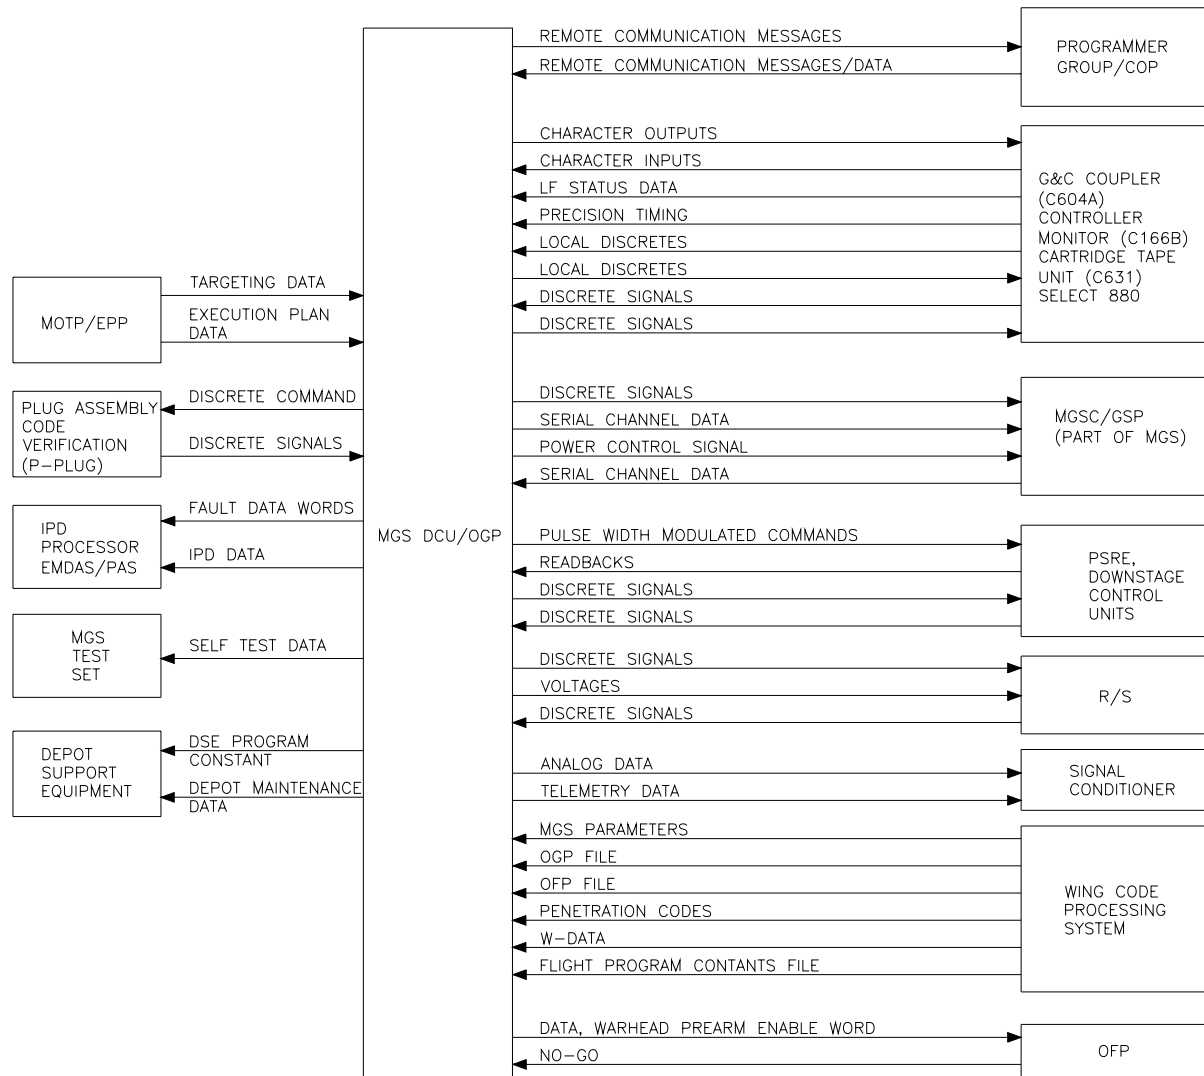 REMOTE COMMUNICATION MESSAGES
REMOTE COMMUNICATION MESSAGES/DATA
PROGRAMMER
GROUP/COP
CHARACTER OUTPUTS
CHARACTER INPUTS
LF STATUS DATA
PRECISION TIMING
LOCAL DISCRETES
LOCAL DISCRETES
DISCRETE SIGNALS
DISCRETE SIGNALS
G&C COUPLER
(C604A)
CONTROLLER
MONITOR (C166B)
CARTRIDGE TAPE
UNIT (C631)
SELECT 880
MOTP/EPP
TARGETING DATA
EXECUTION PLAN
DATA
PLUG ASSEMBLY
CODE
VERIFICATION
(P-PLUG)
DISCRETE COMMAND
DISCRETE SIGNALS
DISCRETE SIGNALS
SERIAL CHANNEL DATA
POWER CONTROL SIGNAL
SERIAL CHANNEL DATA
MGSC/GSP
(PART OF MGS)
IPD
PROCESSOR
EMDAS/PAS
FAULT DATA WORDS
IPD DATA
MGS DCU/OGP
PULSE WIDTH MODULATED COMMANDS
READBACKS
DISCRETE SIGNALS
DISCRETE SIGNALS
PSRE,
DOWNSTAGE
CONTROL
UNITS
MGS
TEST
SET
SELF TEST DATA
DISCRETE SIGNALS
VOLTAGES
DISCRETE SIGNALS
R/S
DEPOT
SUPPORT
EQUIPMENT
DSE PROGRAM
CONSTANT
DEPOT MAINTENANCE
DATA
ANALOG DATA
TELEMETRY DATA
SIGNAL
CONDITIONER
MGS PARAMETERS
OGP FILE
OFP FILE
PENETRATION CODES
W-DATA
FLIGHT PROGRAM CONTANTS FILE
WING CODE
PROCESSING
SYSTEM
DATA, WARHEAD PREARM ENABLE WORD
NO-GO
OFP